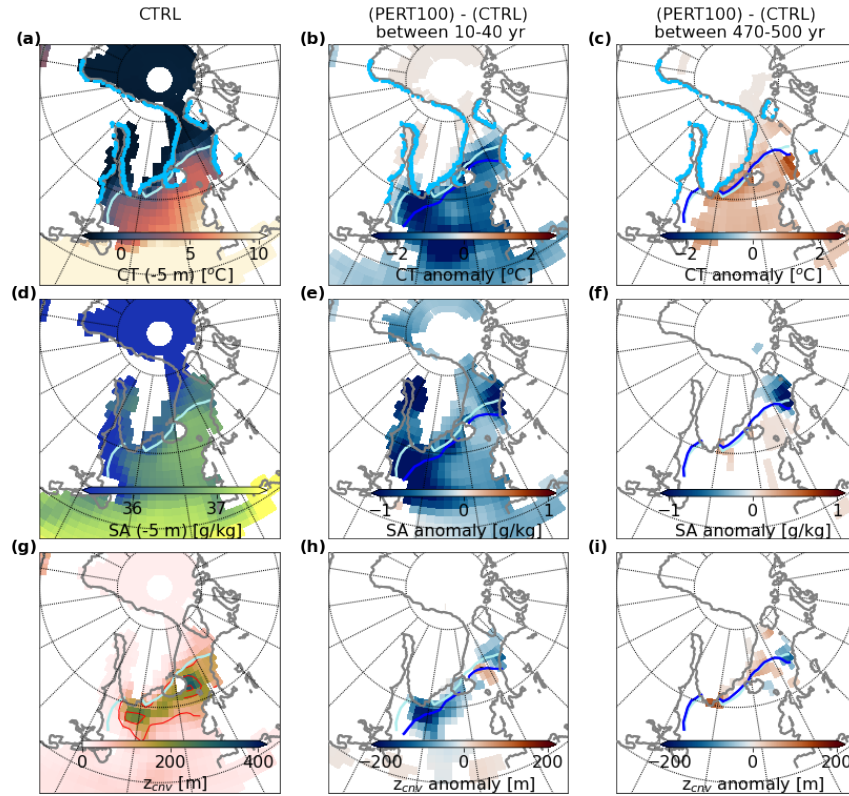 CTRL
(PERT100) - (CTRL)
between 10-40 yr
(PERT100) - (CTRL)
between 470-500 yr
(a)
(b)
(c)
0 5 10
CT (-5 m) [°C]
−2 0 2
CT anomaly [°C]
−2 0 2
CT anomaly [°C]
(d)
(e)
(f)
36 37
SA (-5 m) [g/kg]
−1 0 1
SA anomaly [g/kg]
−1 0 1
SA anomaly [g/kg]
(g)
(h)
(i)
0 200 400
z_cnv [m]
−200 0 200
z_cnv anomaly [m]
−200 0 200
z_cnv anomaly [m]